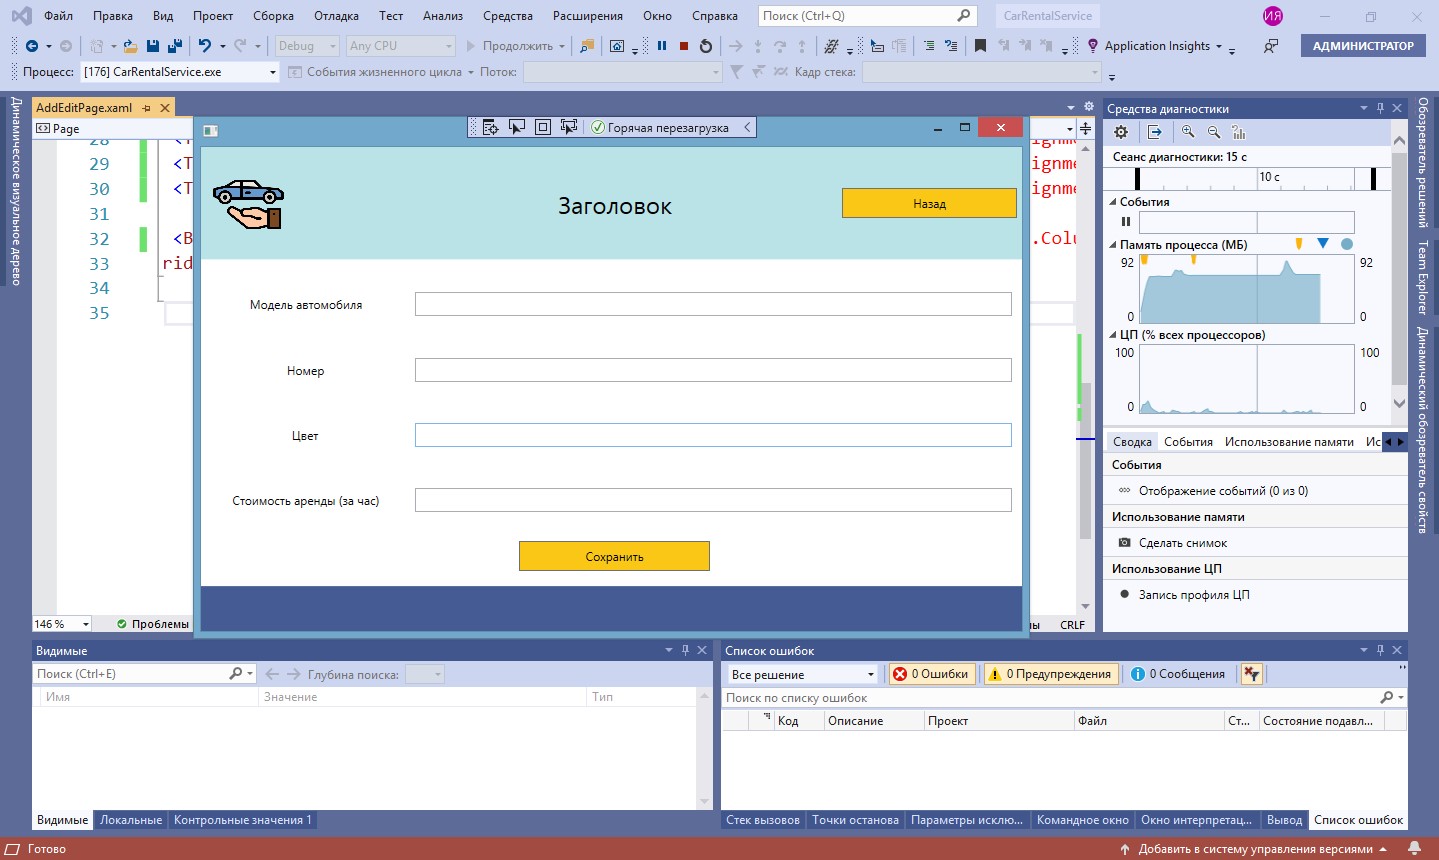 Файл Правка Вид Проект Сборка Отладка Тест Анализ Средства Расширения Окно Справка Поиск (Ctrl+Q) CarRentalService ИЯ
Debug Any CPU Продолжить Application Insights АДМИНИСТРАТОР
Процесс: [176] CarRentalService.exe События жизненного цикла Поток: Кадр стека:
Динамическое визуальное дерево
AddEditPage.xaml
Page
Горячая перезагрузка
28 <T ignme
29 <T ignme
30 <T ignme
31
32 <B .Colu
33 rid
34
35
Заголовок
Назад
Модель автомобиля
Номер
Цвет
Стоимость аренды (за час)
Сохранить
146 % Проблемы ы CRLF
Средства диагностики
Сеанс диагностики: 15 с
10 с
События
Память процесса (МБ)
92 92
0 0
ЦП (% всех процессоров)
100 100
0 0
Сводка События Использование памяти Ис
События
Отображение событий (0 из 0)
Использование памяти
Сделать снимок
Использование ЦП
Запись профиля ЦП
Обозреватель решений
Team Explorer
Динамический обозреватель свойств
Видимые
Поиск (Ctrl+E) Глубина поиска:
Имя Значение Тип
Видимые Локальные Контрольные значения 1
Список ошибок
Все решение 0 Ошибки 0 Предупреждения 0 Сообщения
Поиск по списку ошибок
Код Описание Проект Файл Ст... Состояние подавл...
Стек вызовов Точки останова Параметры исклю... Командное окно Окно интерпретац... Вывод Список ошибок
Готово Добавить в систему управления версиями